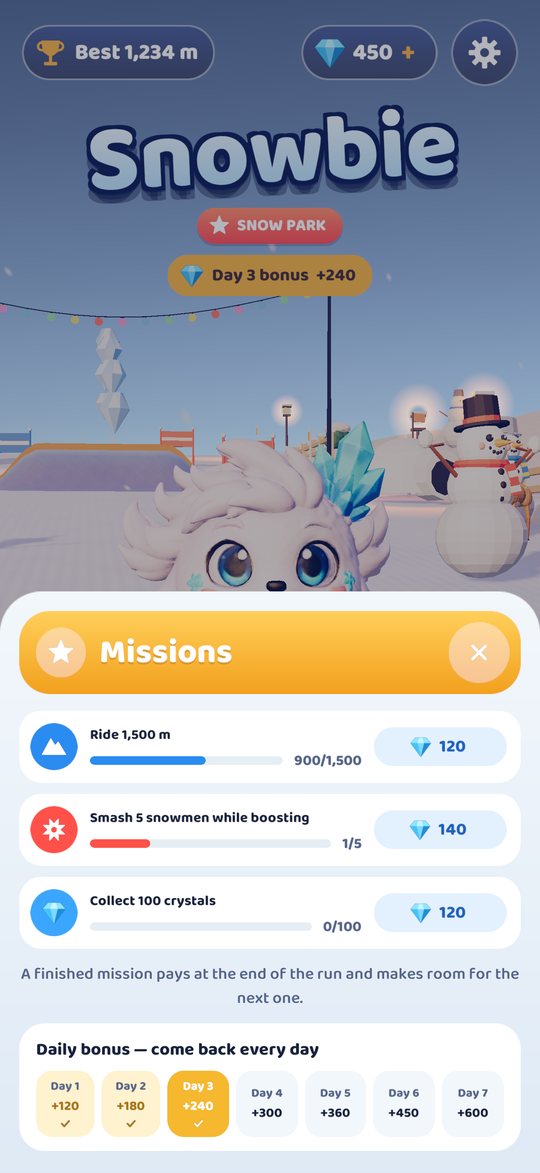 Best 1,234 m
450 +
Snowbie
SNOW PARK
Day 3 bonus +240
Missions
Ride 1,500 m
900/1,500
120
Smash 5 snowmen while boosting
1/5
140
Collect 100 crystals
0/100
120
A finished mission pays at the end of the run and makes room for the
next one.
Daily bonus — come back every day
Day 1
+120
Day 2
+180
Day 3
+240
Day 4
+300
Day 5
+360
Day 6
+450
Day 7
+600